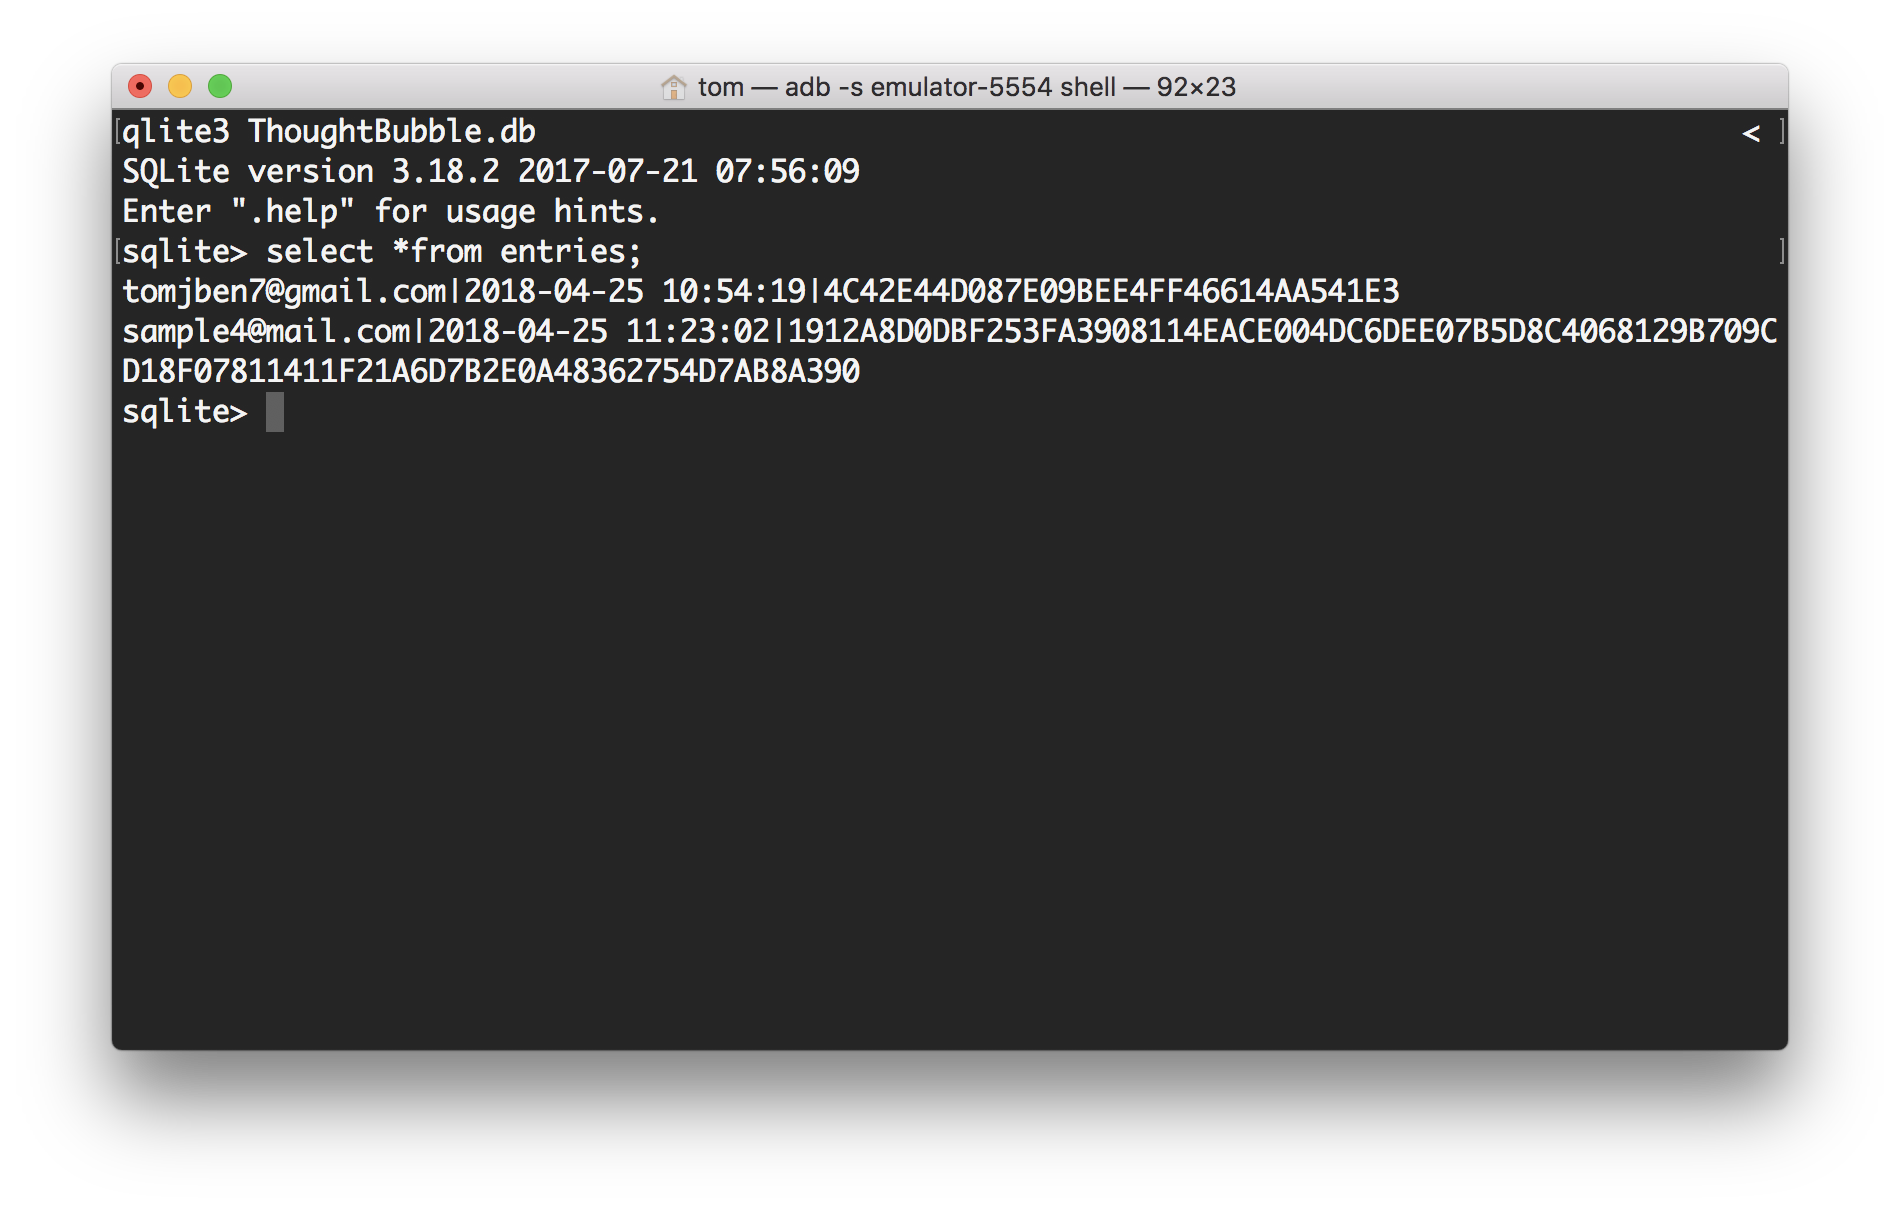 tom — adb -s emulator-5554 shell — 92×23
[qlite3 ThoughtBubble.db < ]
SQLite version 3.18.2 2017-07-21 07:56:09
Enter ".help" for usage hints.
[sqlite> select *from entries; ]
tomjben7@gmail.com|2018-04-25 10:54:19|4C42E44D087E09BEE4FF46614AA541E3
sample4@mail.com|2018-04-25 11:23:02|1912A8D0DBF253FA3908114EACE004DC6DEE07B5D8C4068129B709C
D18F07811411F21A6D7B2E0A48362754D7AB8A390
sqlite>